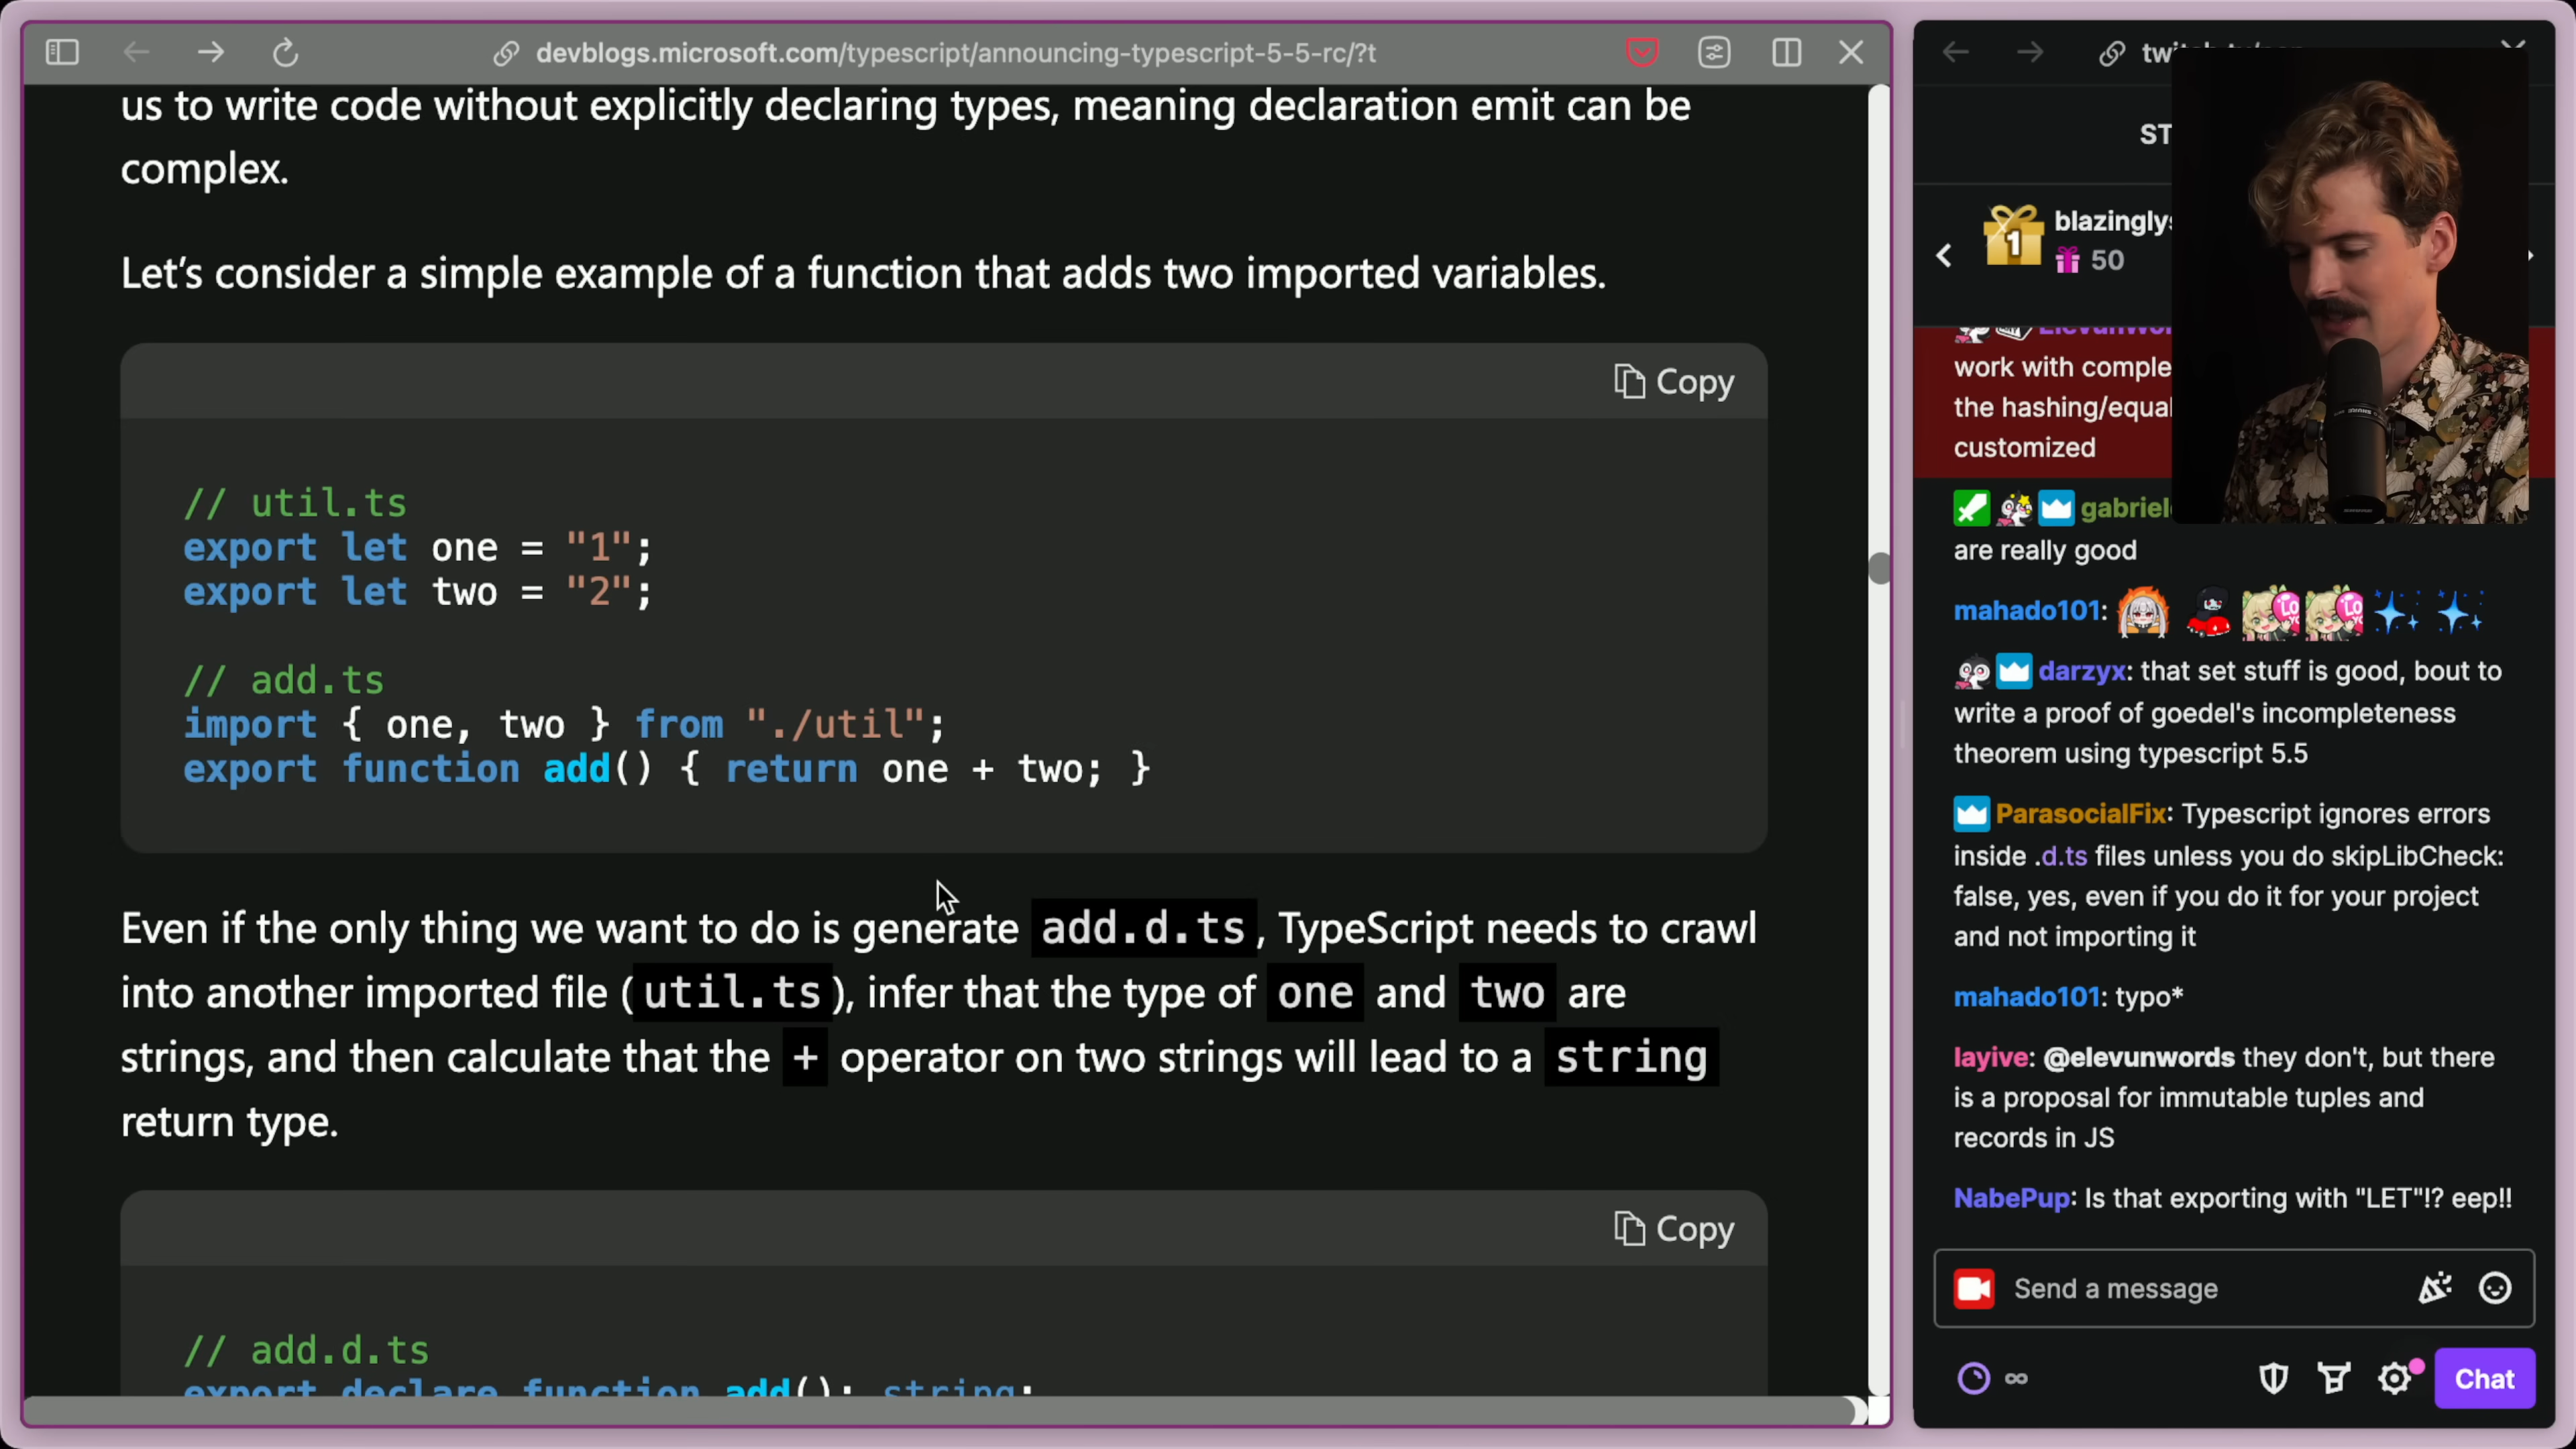 devblogs.microsoft.com/typescript/announcing-typescript-5-5-rc/?t
us to write code without explicitly declaring types, meaning declaration emit can be
complex.
Let's consider a simple example of a function that adds two imported variables.
Copy
// util.ts
export let one = "1";
export let two = "2";
// add.ts
import { one, two } from "./util";
export function add() { return one + two; }
Even if the only thing we want to do is generate add.d.ts, TypeScript needs to crawl
into another imported file (util.ts), infer that the type of one and two are
strings, and then calculate that the + operator on two strings will lead to a string
return type.
Copy
// add.d.ts
export declare function add(): string;
ST
1
blazingly
50
work with comple
the hashing/equal
customized
gabriel
are really good
mahado101:
darzyx: that set stuff is good, bout to
write a proof of goedel's incompleteness
theorem using typescript 5.5
ParasocialFix: Typescript ignores errors
inside .d.ts files unless you do skipLibCheck:
false, yes, even if you do it for your project
and not importing it
mahado101: typo*
layive: @elevunwords they don't, but there
is a proposal for immutable tuples and
records in JS
NabePup: Is that exporting with "LET"!? eep!!
Send a message
∞
Chat